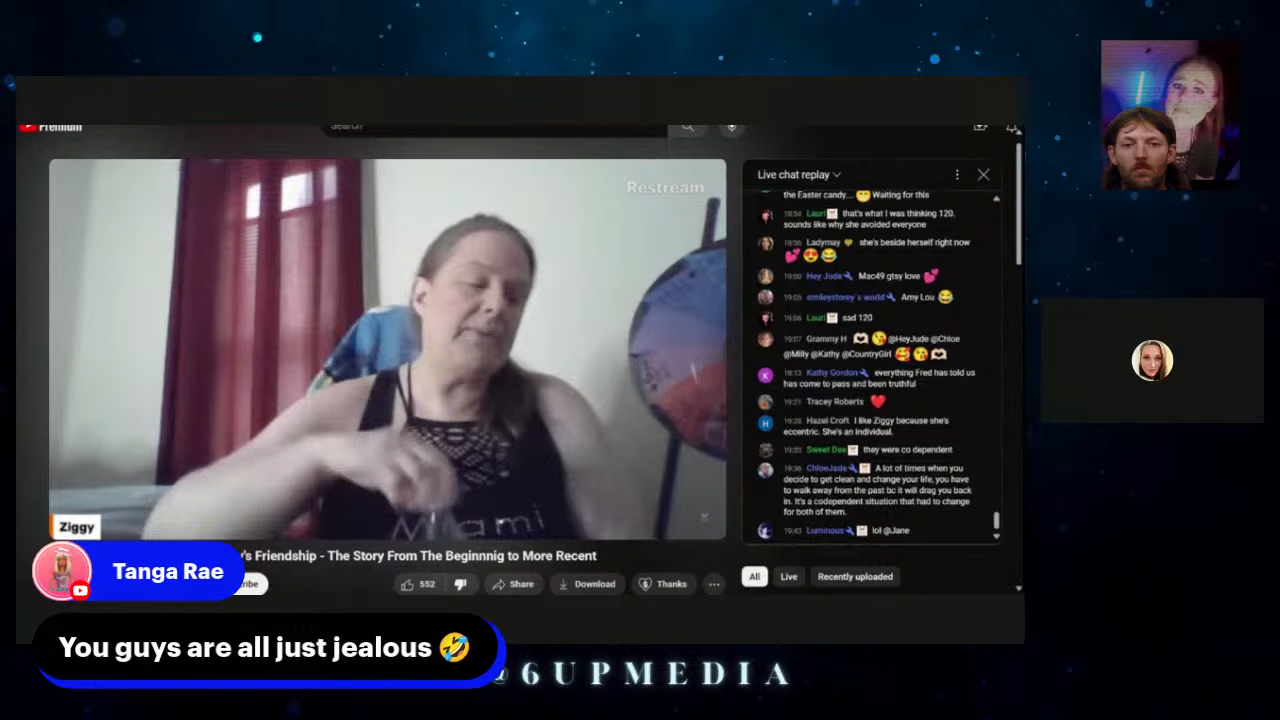 Premium
Search
Restream
Live chat replay
the Easter candy.... Waiting for this
18:54 Lauri that's what I was thinking 120.
sounds like why she avoided everyone
18:56 Ladymay she's beside herself right now
19:00 Hey Jude Mac49 gtsy love
19:05 smileystorey's world Amy Lou
19:06 Lauri sad 120
19:07 Grammy H @HeyJude @Chloe
@Milly @Kathy @CountryGirl
19:13 Kathy Gordon everything Fred has told us
has come to pass and been truthful
19:21 Tracey Roberts
19:28 Hazel Croft I like Ziggy because she's
eccentric. She's an individual.
19:33 Sweet Dee they were co dependent
19:36 ChloeJade A lot of times when you
decide to get clean and change your life, you have
to walk away from the past bc it will drag you back
in. It's a codependent situation that had to change
for both of them.
19:43 Luminous lol @Jane
Miami
Ziggy
's Friendship - The Story From The Beginnnig to More Recent
552
Share
Download
Thanks
All
Live
Recently uploaded
Tanga Rae
You guys are all just jealous 🤣
@6UPMEDIA